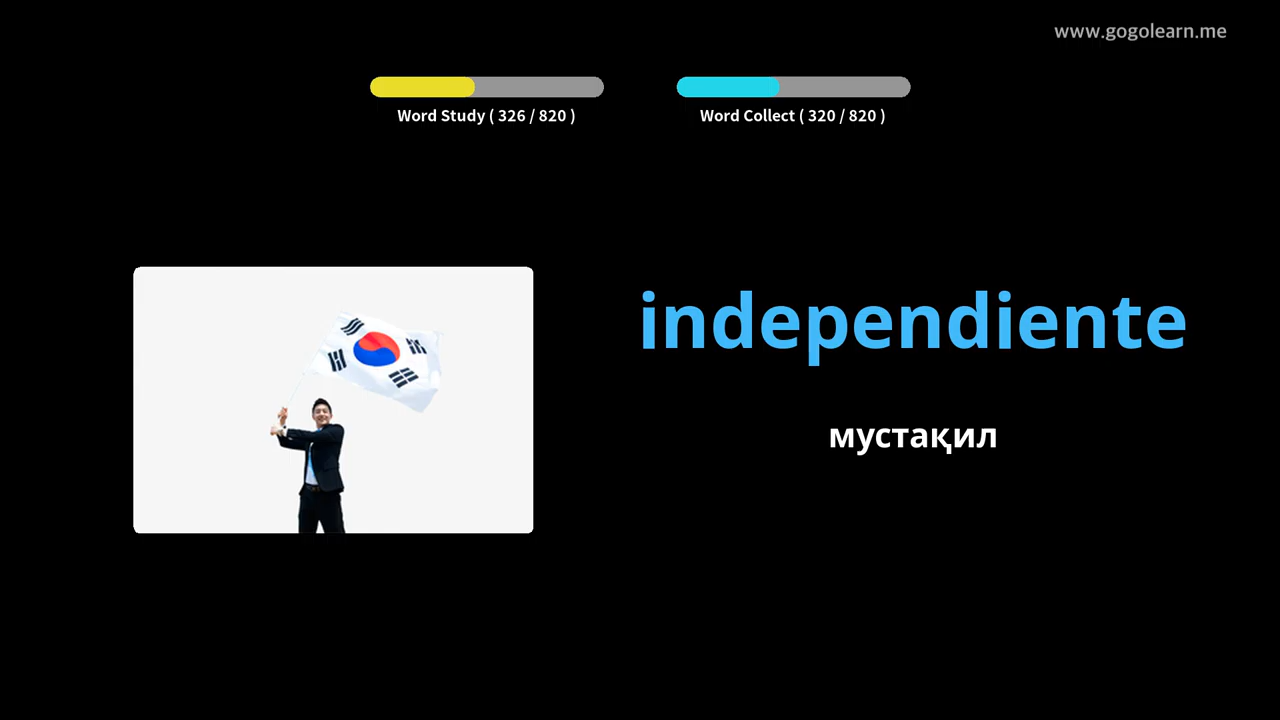 www.gogolearn.me
Word Study ( 326 / 820 )
Word Collect ( 320 / 820 )
independiente
мустақил